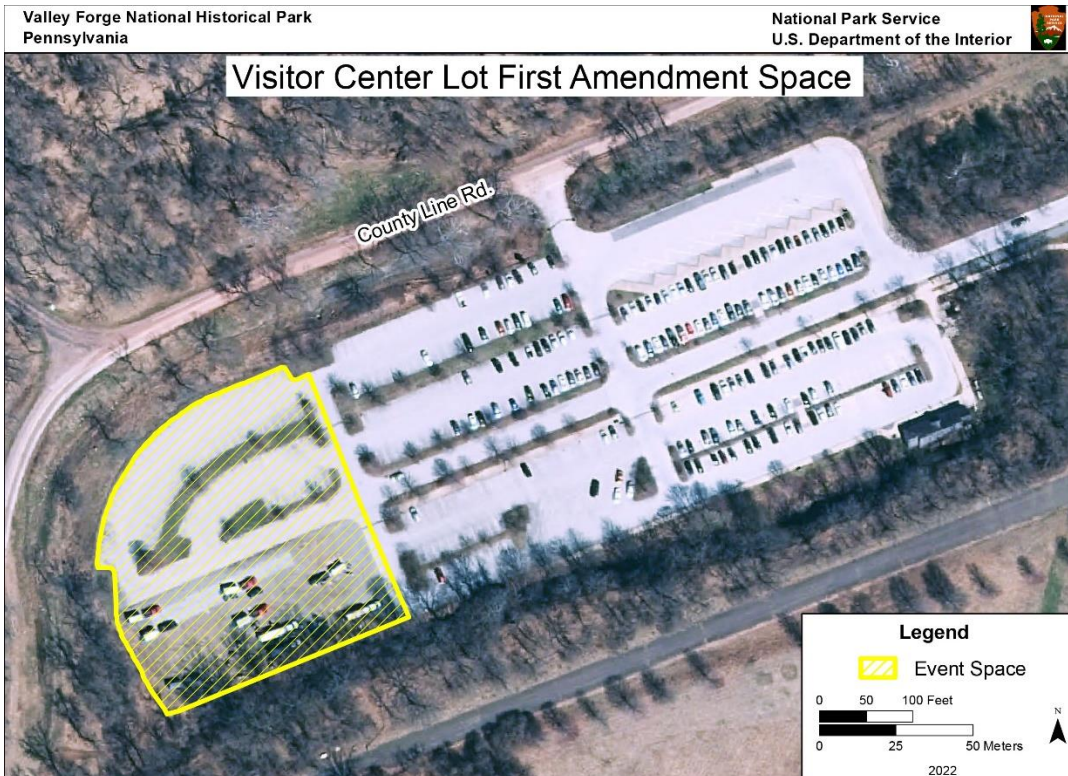 Valley Forge National Historical Park
Pennsylvania
National Park Service
U.S. Department of the Interior
Visitor Center Lot First Amendment Space
County Line Rd.
Legend
Event Space
0 50 100 Feet
0 25 50 Meters
N
2022